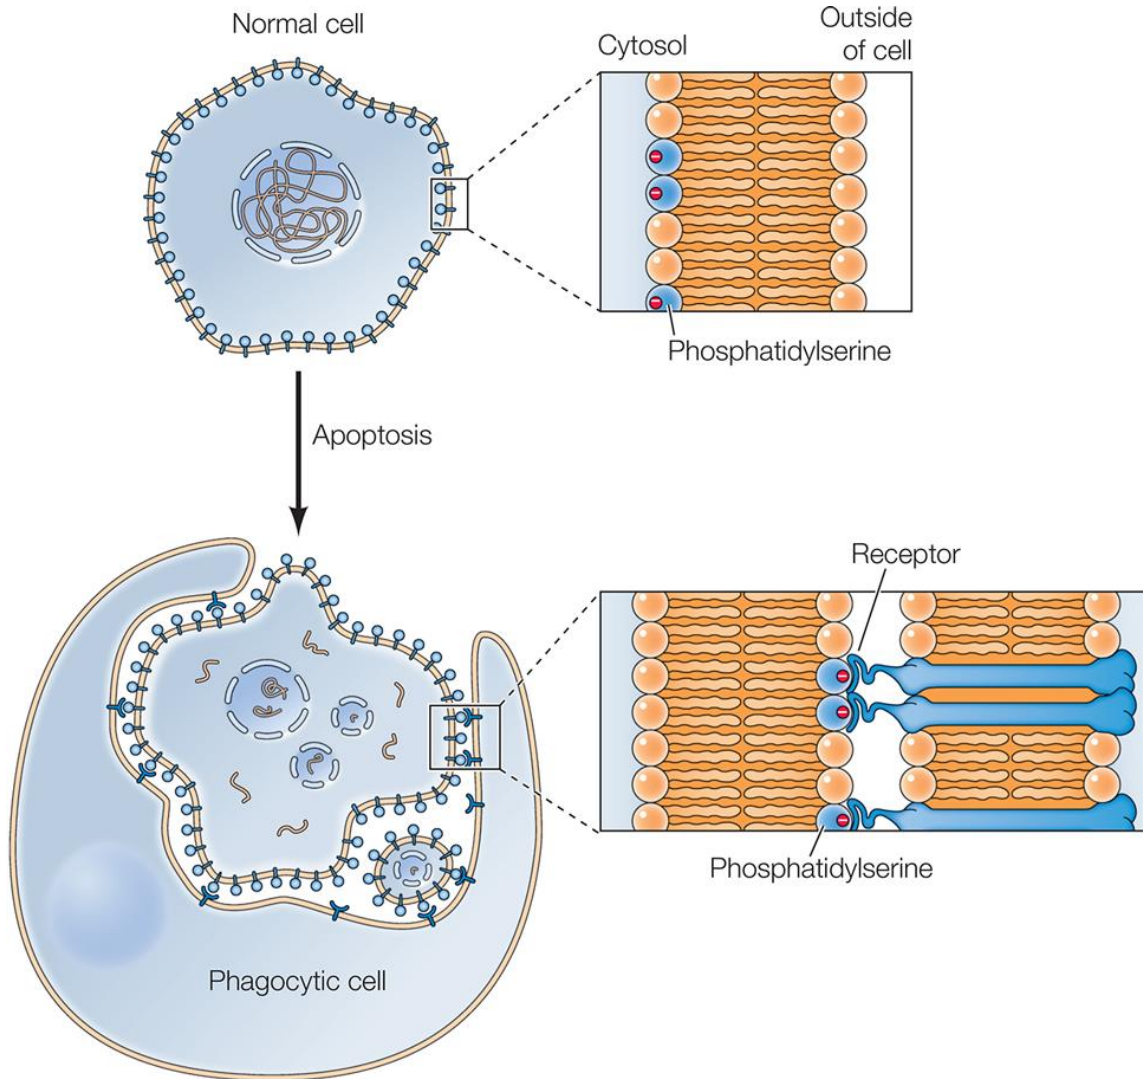 Normal cell
Cytosol
Outside
of cell
Phosphatidylserine
Apoptosis
Receptor
Phosphatidylserine
Phagocytic cell